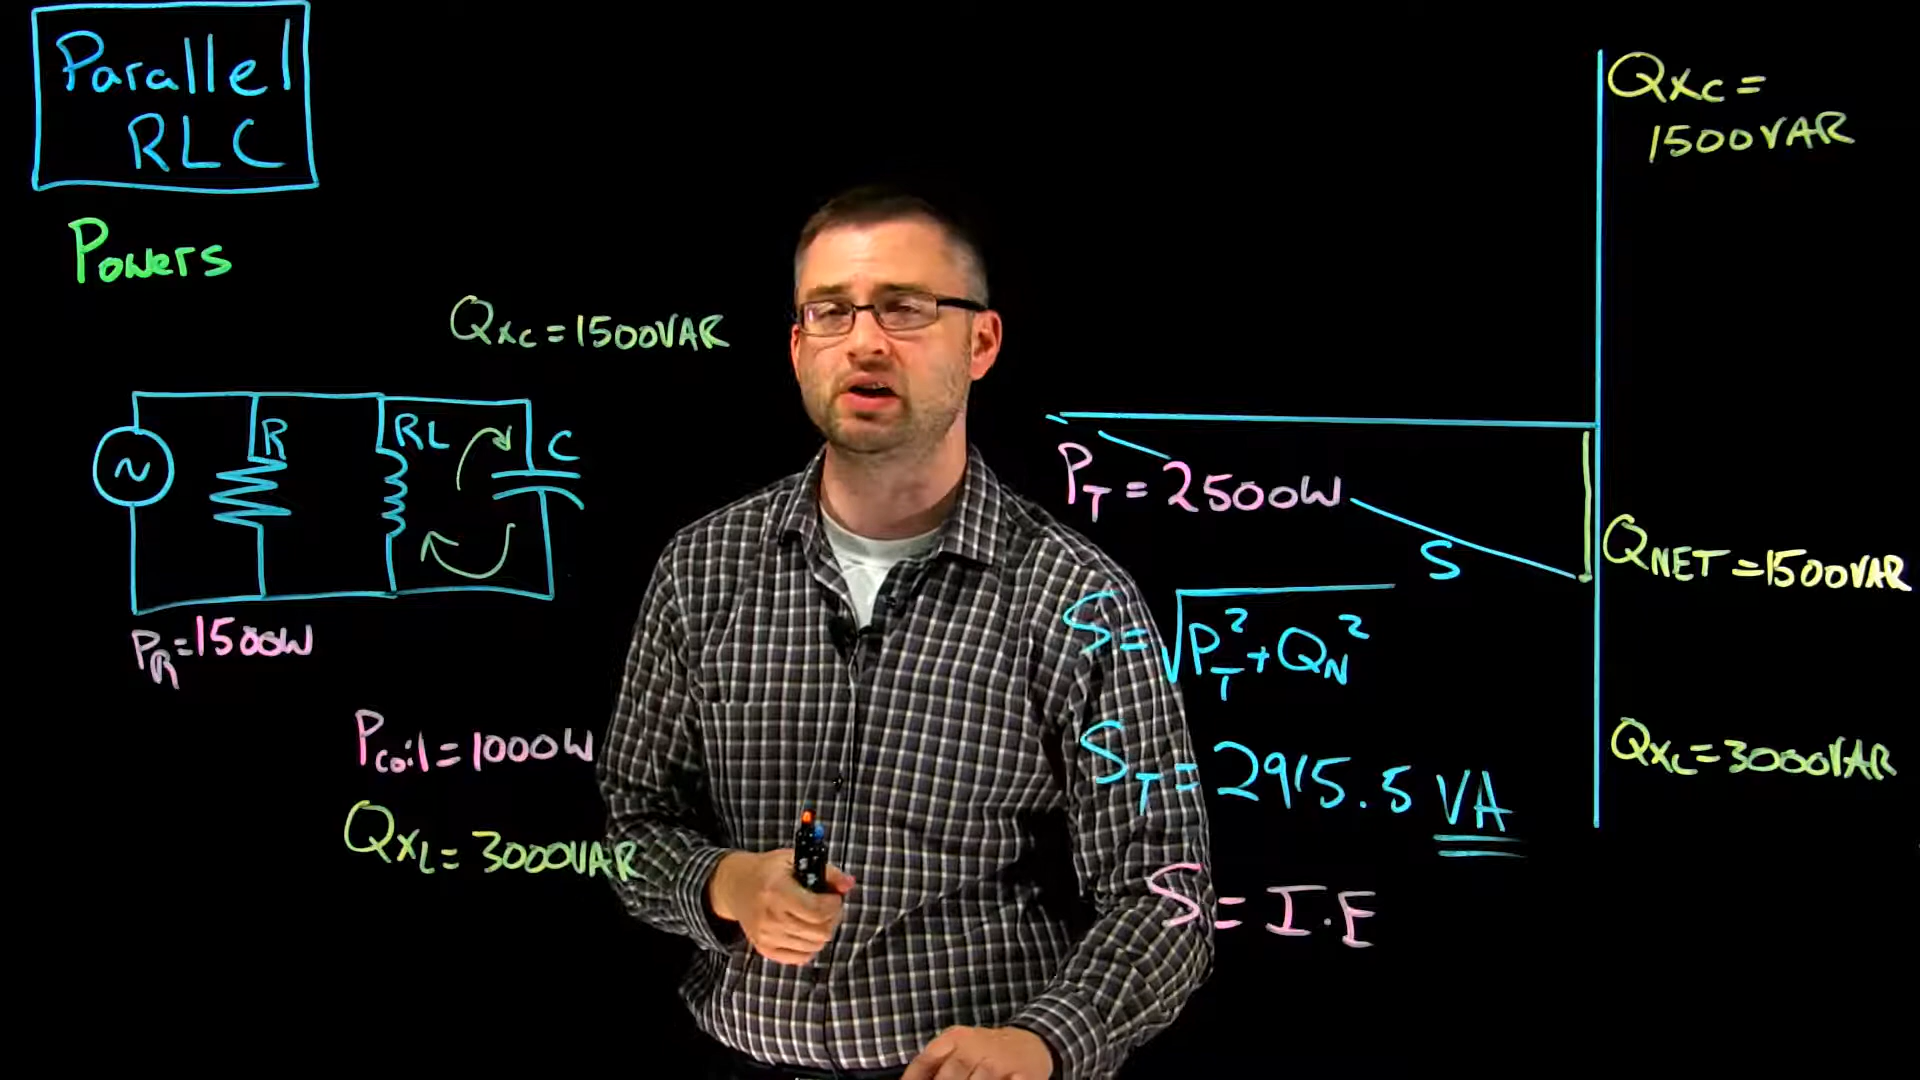 Parallel
RLC
Powers
QXC = 1500VAR
R
RL
C
~
PR = 1500W
Pcoil = 1000W
QXL = 3000VAR
QXC =
1500VAR
PT = 2500W
S
QNET = 1500VAR
S = √PT² + QN²
QXL = 3000VAR
ST = 2915.5 VA
S = I·E